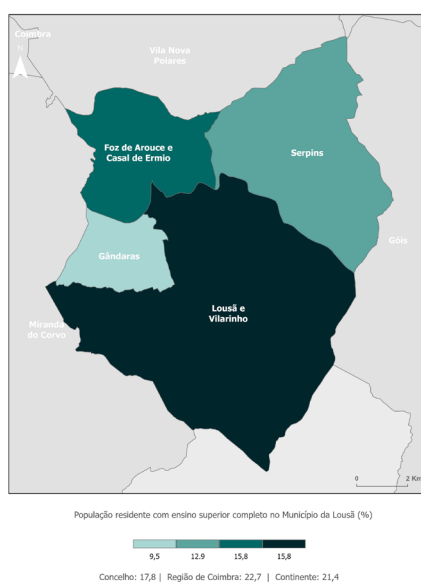 Coimbra
N
Vila Nova
Poiares
Foz de Arouce e
Casal de Ermio
Serpins
Góis
Gândaras
Lousã e
Vilarinho
Miranda
do Corvo
0 2 Km
População residente com ensino superior completo no Município da Lousã (%)
9,5 12.9 15,8 15,8
Concelho: 17,8 | Região de Coimbra: 22,7 | Continente: 21,4